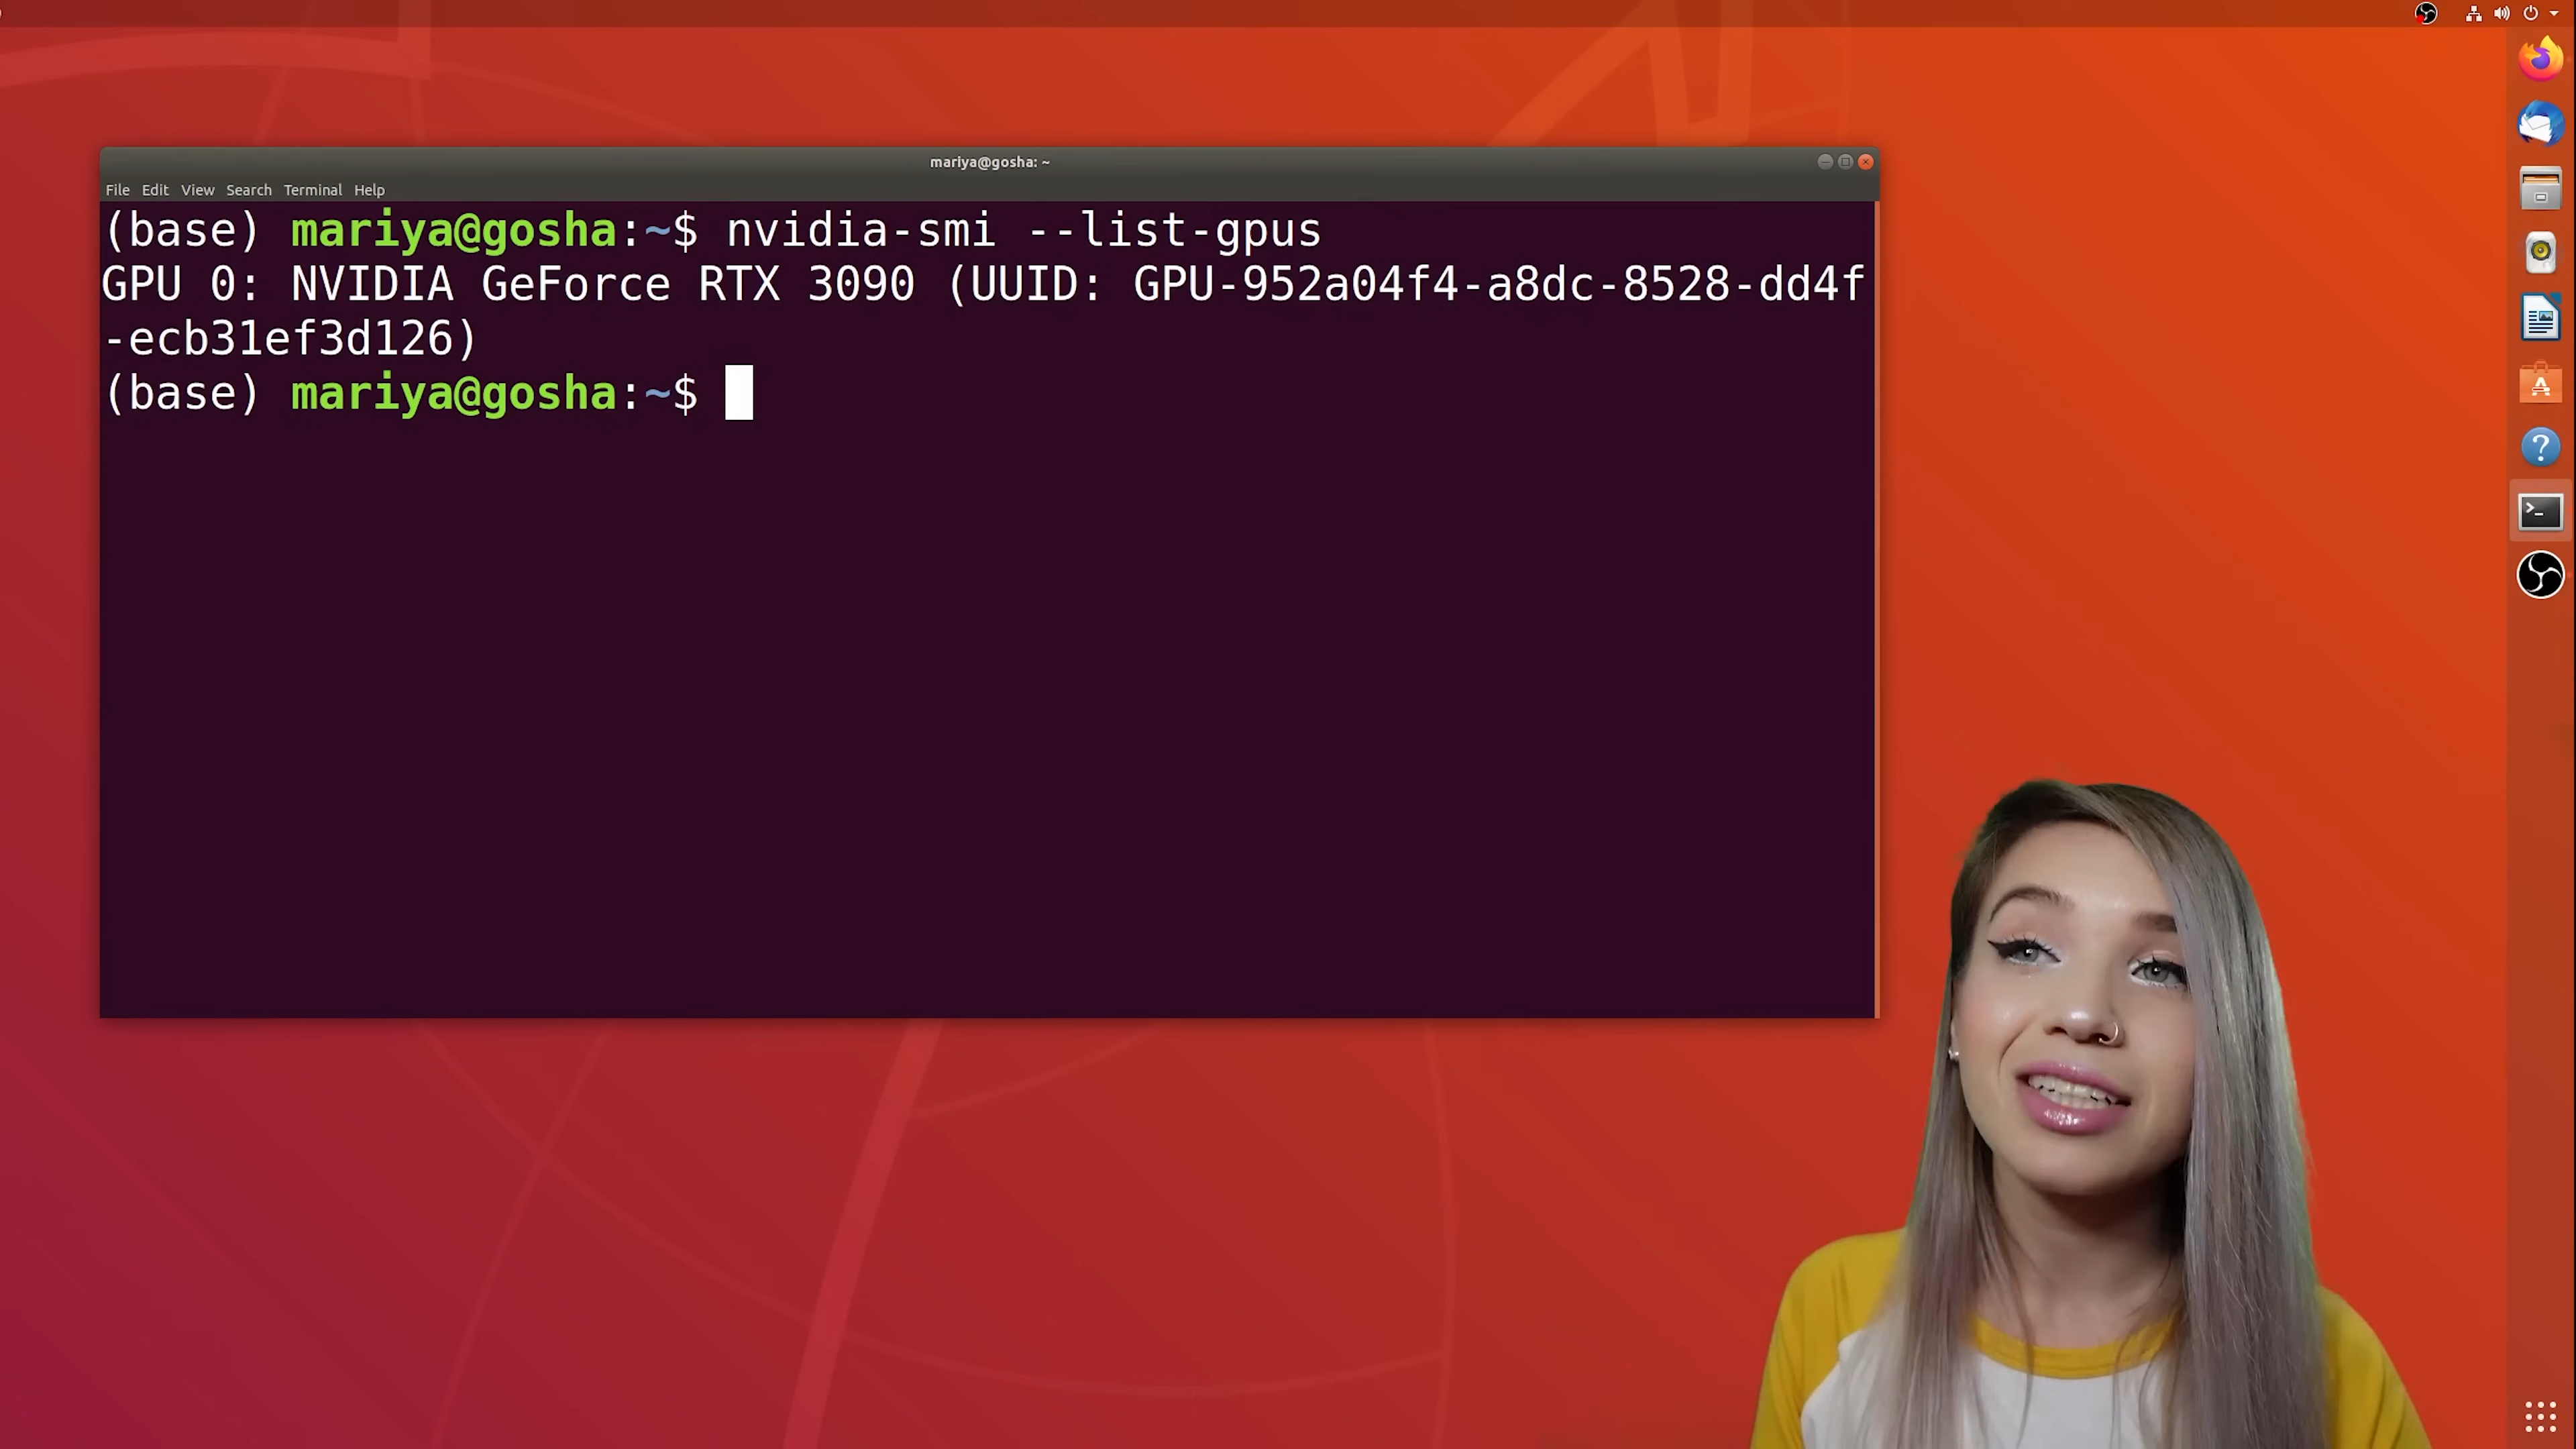 mariya@gosha: ~
File Edit View Search Terminal Help
(base) mariya@gosha:~$ nvidia-smi --list-gpus
GPU 0: NVIDIA GeForce RTX 3090 (UUID: GPU-952a04f4-a8dc-8528-dd4f
-ecb31ef3d126)
(base) mariya@gosha:~$